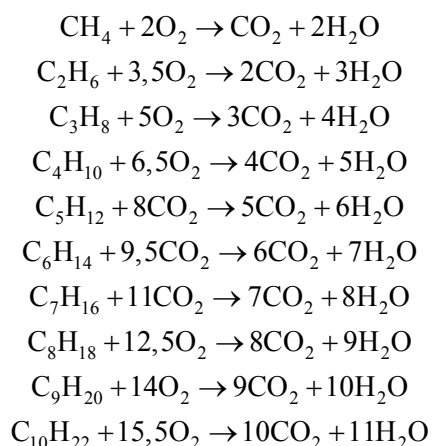 CH₄ + 2O₂ → CO₂ + 2H₂O
C₂H₆ + 3,5O₂ → 2CO₂ + 3H₂O
C₃H₈ + 5O₂ → 3CO₂ + 4H₂O
C₄H₁₀ + 6,5O₂ → 4CO₂ + 5H₂O
C₅H₁₂ + 8CO₂ → 5CO₂ + 6H₂O
C₆H₁₄ + 9,5CO₂ → 6CO₂ + 7H₂O
C₇H₁₆ + 11CO₂ → 7CO₂ + 8H₂O
C₈H₁₈ + 12,5O₂ → 8CO₂ + 9H₂O
C₉H₂₀ + 14O₂ → 9CO₂ + 10H₂O
C₁₀H₂₂ + 15,5O₂ → 10CO₂ + 11H₂O